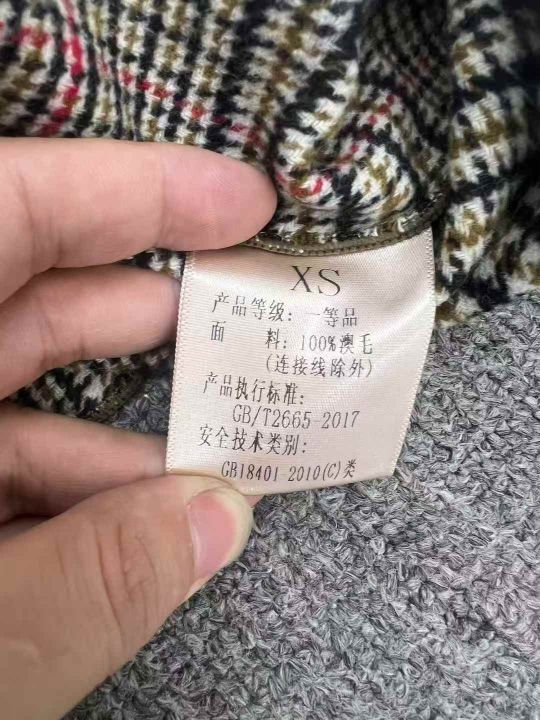 XS
产品等级：一等品
面 料：100%澳毛
(连接线除外)
产品执行标准：
GB/T2665-2017
安全技术类别：
GB18401-2010(C)类